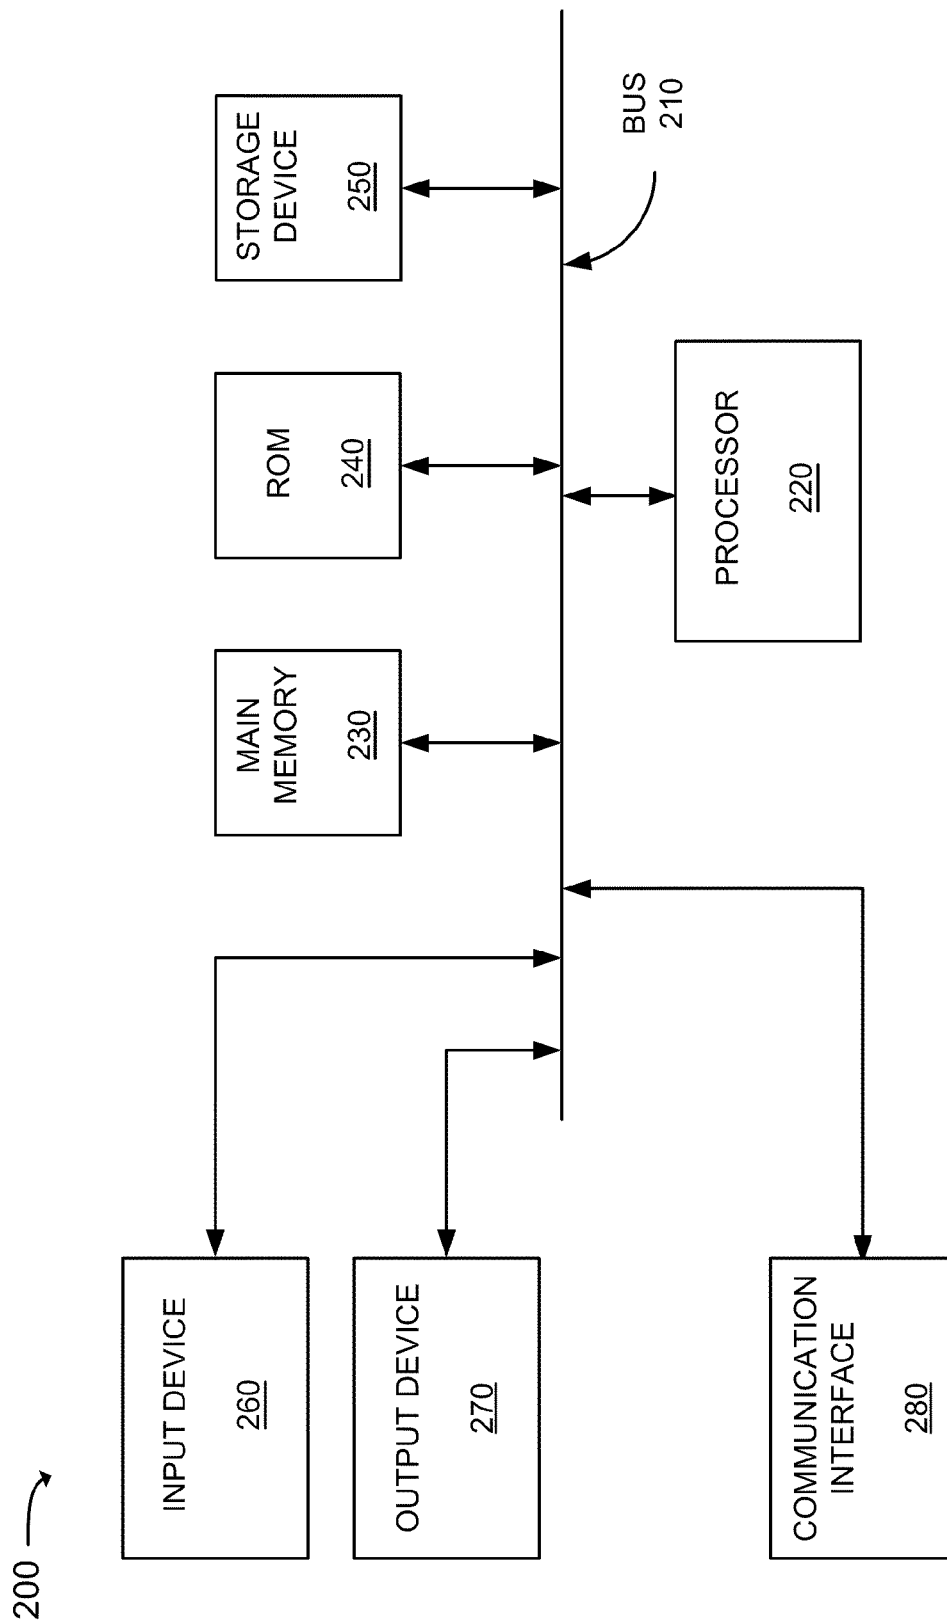 200
INPUT DEVICE
260
OUTPUT DEVICE
270
COMMUNICATION
INTERFACE
280
MAIN
MEMORY
230
ROM
240
STORAGE
DEVICE
250
PROCESSOR
220
BUS
210